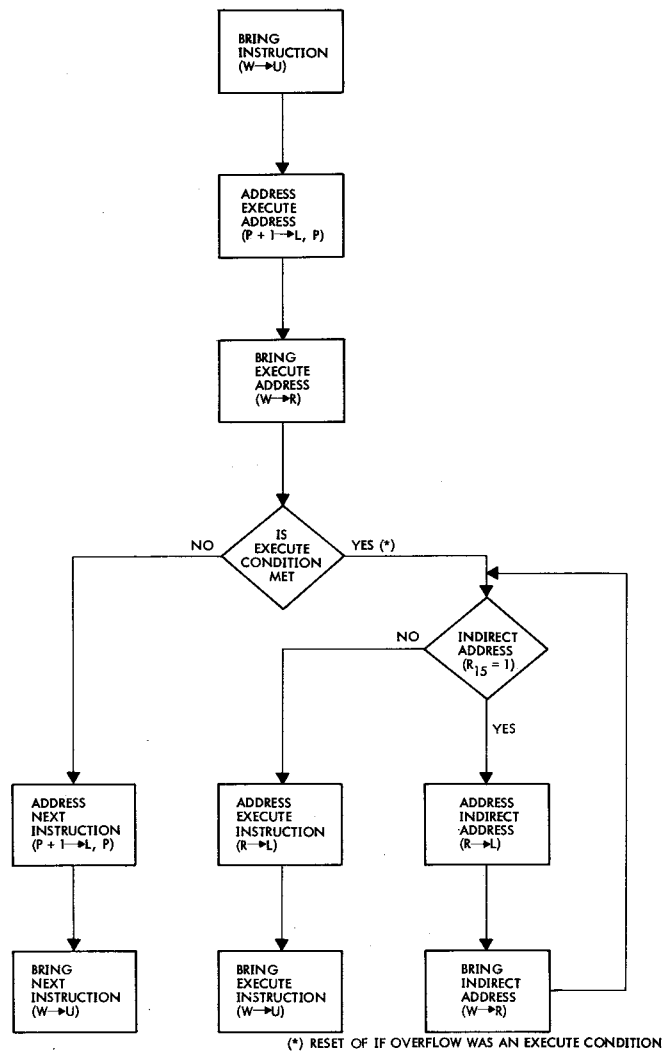 BRING
INSTRUCTION
(W→U)
ADDRESS
EXECUTE
ADDRESS
(P + 1→L, P)
BRING
EXECUTE
ADDRESS
(W→R)
IS
EXECUTE
CONDITION
MET
NO
YES (*)
INDIRECT
ADDRESS
(R15 = 1)
NO
YES
ADDRESS
NEXT
INSTRUCTION
(P + 1→L, P)
ADDRESS
EXECUTE
INSTRUCTION
(R→L)
ADDRESS
INDIRECT
ADDRESS
(R→L)
BRING
NEXT
INSTRUCTION
(W→U)
BRING
EXECUTE
INSTRUCTION
(W→U)
BRING
INDIRECT
ADDRESS
(W→R)
(*) RESET OF IF OVERFLOW WAS AN EXECUTE CONDITION